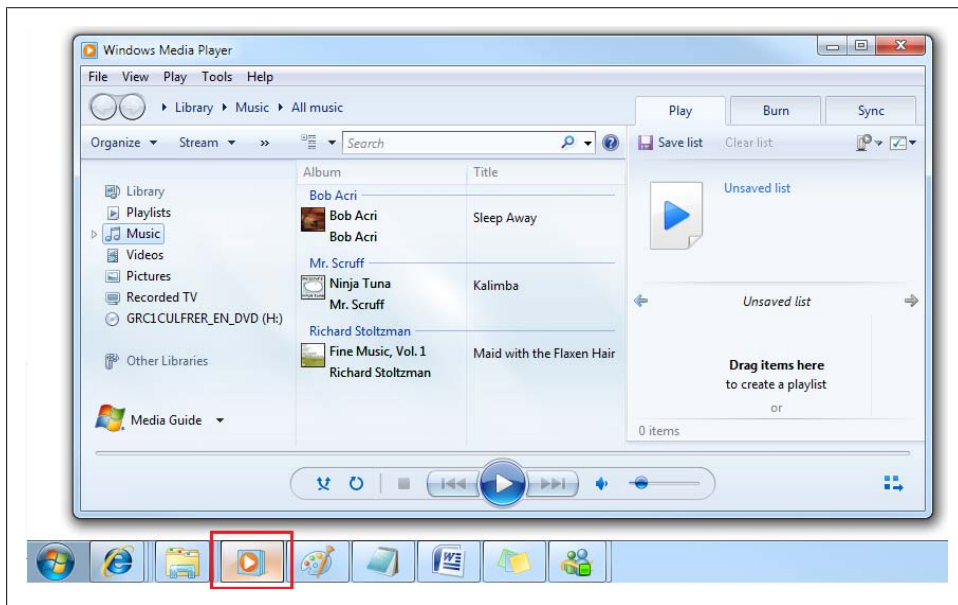 Windows Media Player
File View Play Tools Help
Library Music All music
Play Burn Sync
Organize Stream » Search
Save list Clear list
Album Title
Library
Playlists
Music
Videos
Pictures
Recorded TV
GRC1CULFRER_EN_DVD (H:)
Other Libraries
Media Guide
Bob Acri
Bob Acri
Bob Acri
Sleep Away
Mr. Scruff
Ninja Tuna
Mr. Scruff
Kalimba
Richard Stoltzman
Fine Music, Vol. 1
Richard Stoltzman
Maid with the Flaxen Hair
Unsaved list
Unsaved list
Drag items here
to create a playlist
or
0 items